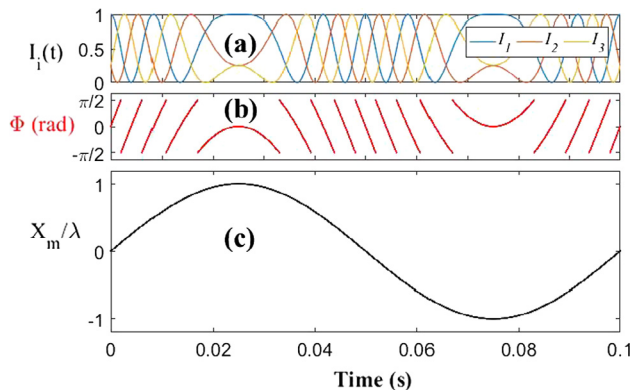 I_i(t)
1
0.5
0
(a)
I_1 I_2 I_3
Φ (rad)
π/2
0
-π/2
(b)
X_m/λ
1
0
-1
(c)
0 0.02 0.04 0.06 0.08 0.1
Time (s)